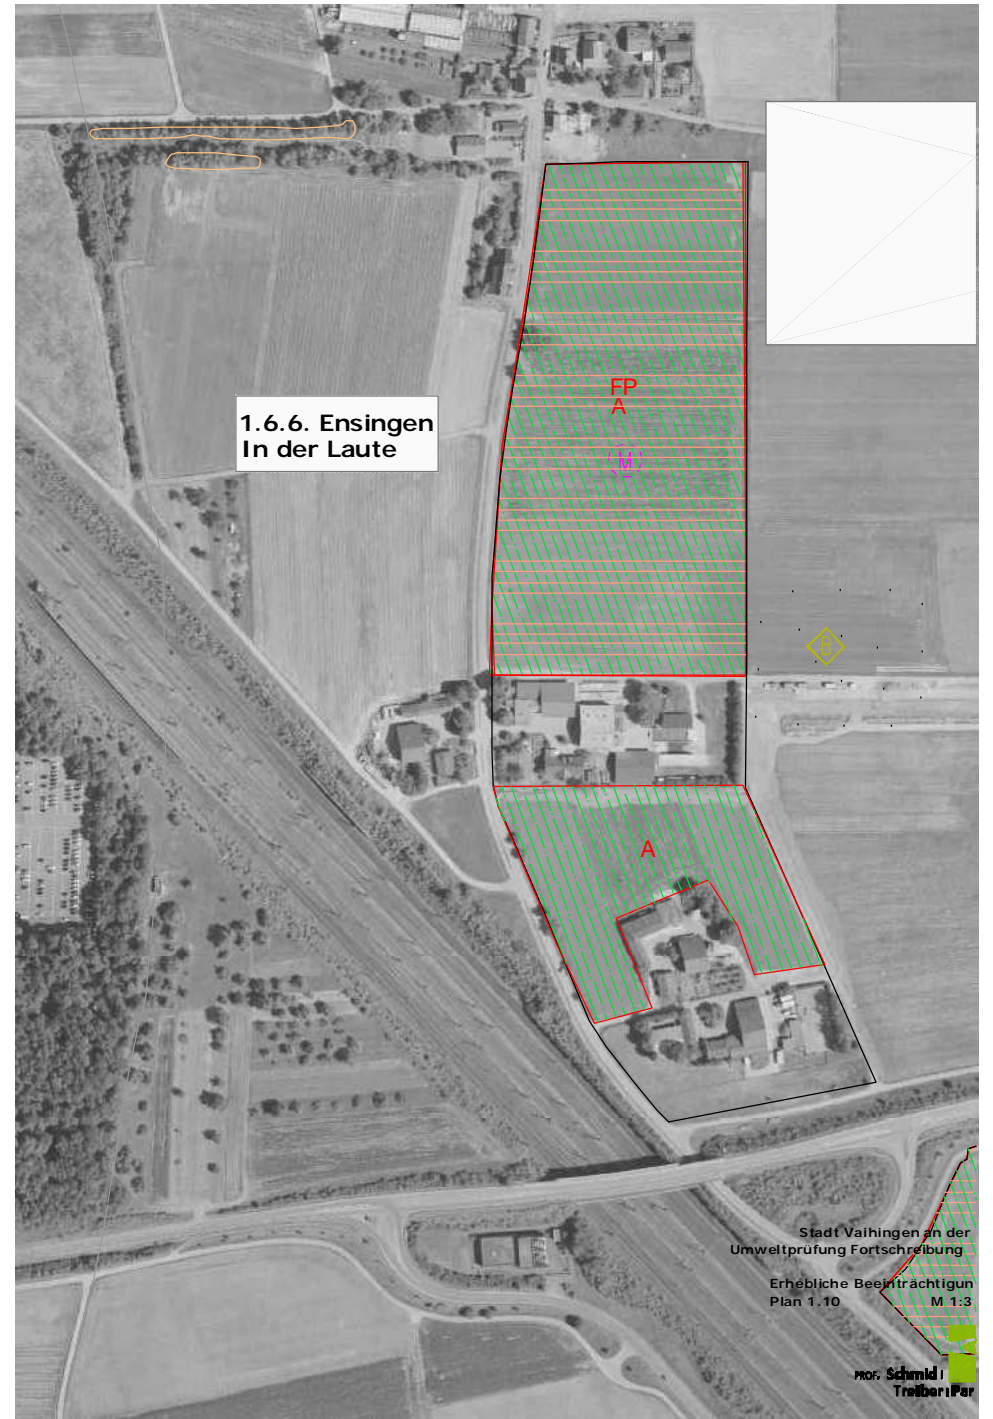 1.6.6. Ensingen
In der Laute
FP
A
M
B
A
Stadt Vaihingen an der
Umweltprüfung Fortschreibung
Erhebliche Beeinträchtigun
Plan 1.10 M 1:3
PROF. Schmid
Treiber Par